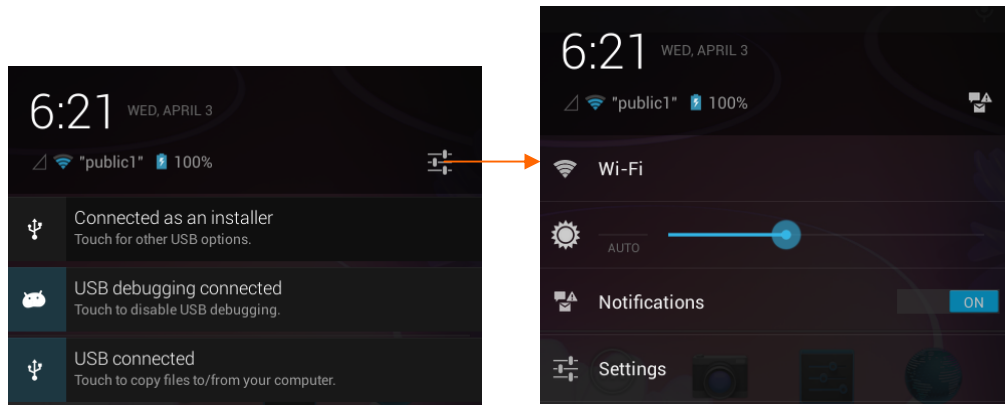 6:21 WED, APRIL 3
"public1" 100%
Connected as an installer
Touch for other USB options.
USB debugging connected
Touch to disable USB debugging.
USB connected
Touch to copy files to/from your computer.
6:21 WED, APRIL 3
"public1" 100%
Wi-Fi
AUTO
Notifications ON
Settings